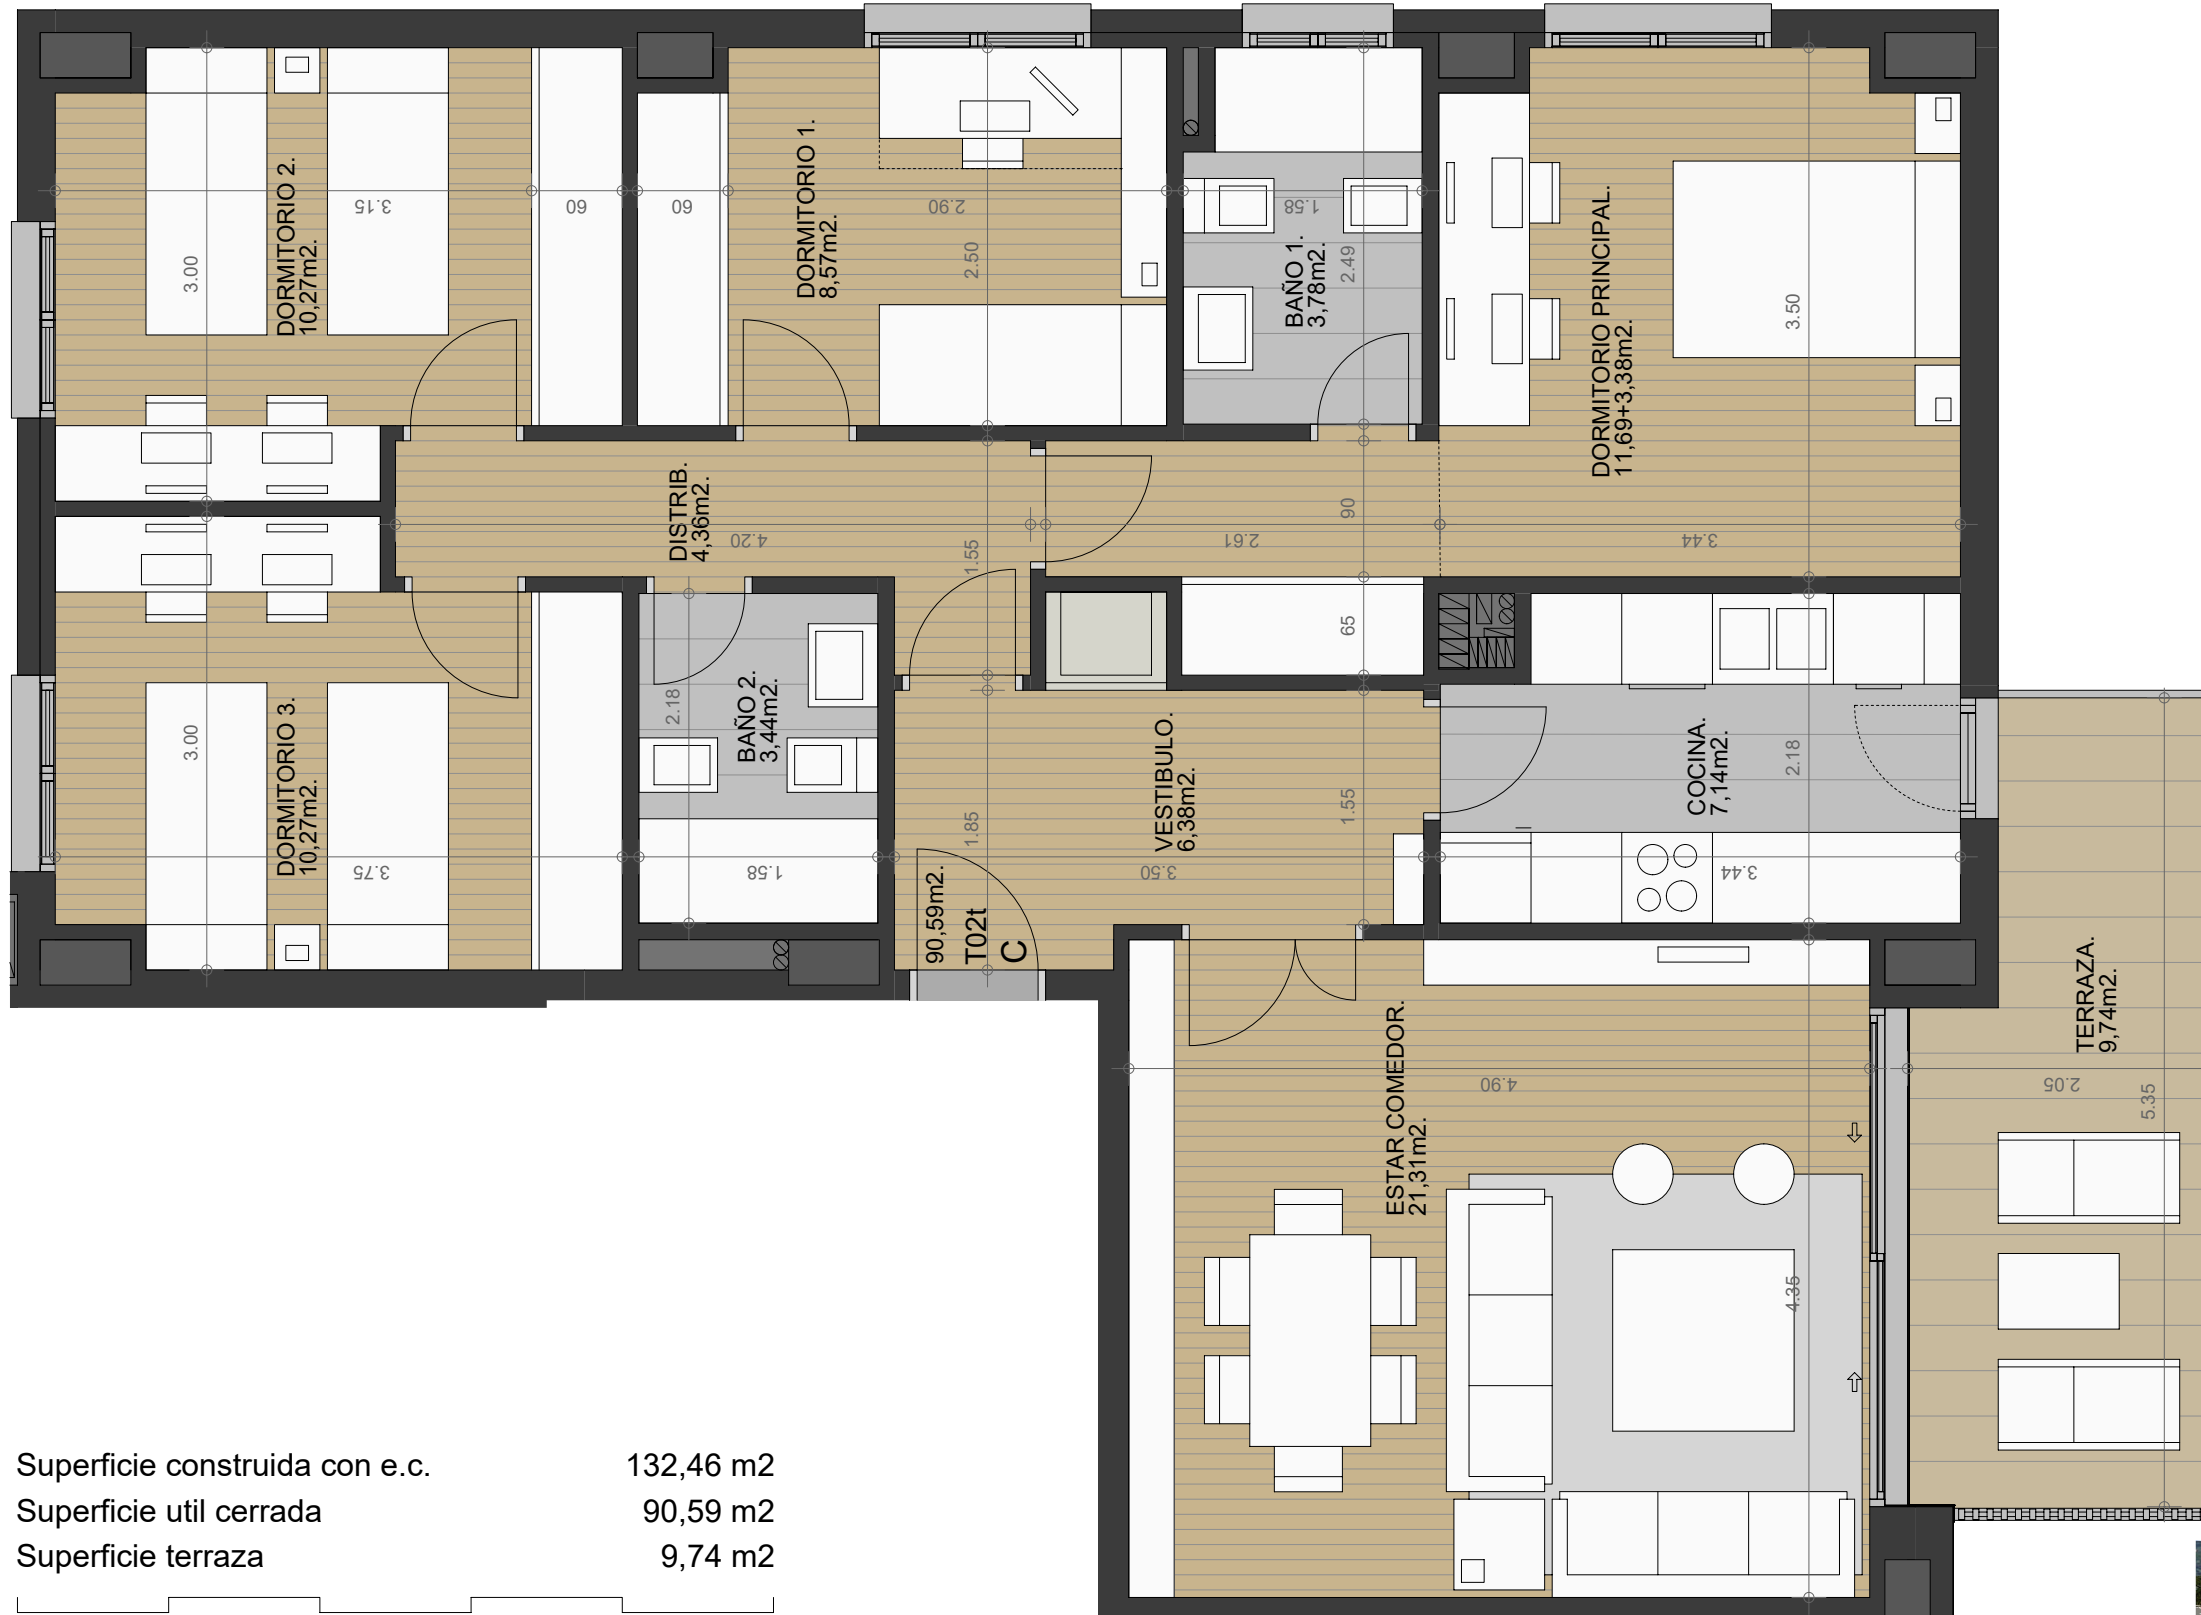 DORMITORIO 2.
10,27m2.
3.00
3.15
60
60
DORMITORIO 1.
8,57m2.
2.90
2.50
BAÑO 1.
3,78m2.
1.58
2.49
DORMITORIO PRINCIPAL.
11,69+3,38m2.
3.50
DISTRIB.
4,36m2.
4.20
1.55
2.61
90
3.44
65
DORMITORIO 3.
10,27m2.
3.00
3.75
BAÑO 2.
3,44m2.
2.18
1.58
VESTIBULO.
6,38m2.
1.85
3.50
1.55
90,59m2.
T02t
C
COCINA.
7,14m2.
2.18
3.44
ESTAR COMEDOR.
21,31m2.
4.90
4.35
TERRAZA.
9,74m2.
2.05
5.35
Superficie construida con e.c. 132,46 m2
Superficie util cerrada 90,59 m2
Superficie terraza 9,74 m2